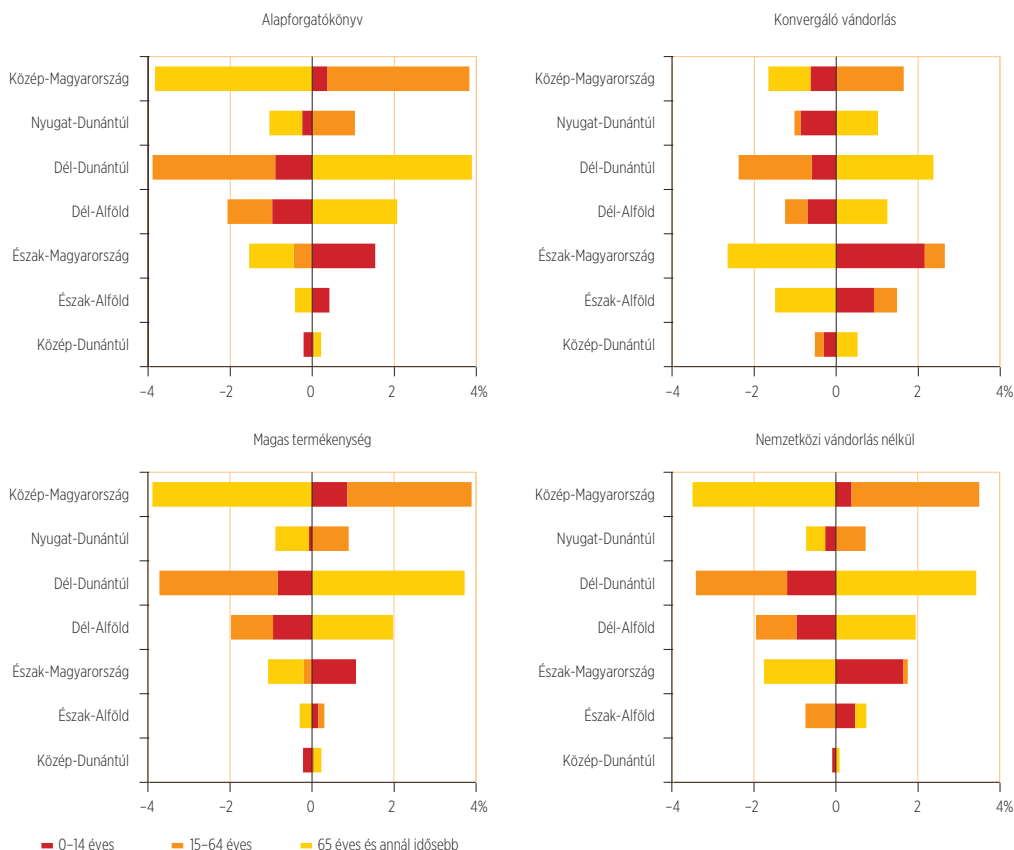 Alapforgatókönyv
Közép-Magyarország
Nyugat-Dunántúl
Dél-Dunántúl
Dél-Alföld
Észak-Magyarország
Észak-Alföld
Közép-Dunántúl
–4 –2 0 2 4%
Konvergáló vándorlás
Közép-Magyarország
Nyugat-Dunántúl
Dél-Dunántúl
Dél-Alföld
Észak-Magyarország
Észak-Alföld
Közép-Dunántúl
–4 –2 0 2 4%
Magas termékenység
Közép-Magyarország
Nyugat-Dunántúl
Dél-Dunántúl
Dél-Alföld
Észak-Magyarország
Észak-Alföld
Közép-Dunántúl
–4 –2 0 2 4%
Nemzetközi vándorlás nélkül
Közép-Magyarország
Nyugat-Dunántúl
Dél-Dunántúl
Dél-Alföld
Észak-Magyarország
Észak-Alföld
Közép-Dunántúl
–4 –2 0 2 4%
0–14 éves 15–64 éves 65 éves és annál idősebb